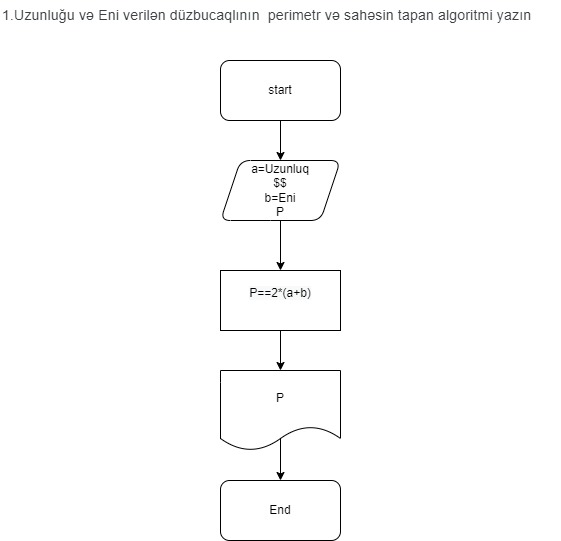 1.Uzunluğu və Eni verilən düzbucaqlının perimetr və sahəsin tapan algoritmi yazın
start
a=Uzunluq
$$
b=Eni
P
P==2*(a+b)
P
End